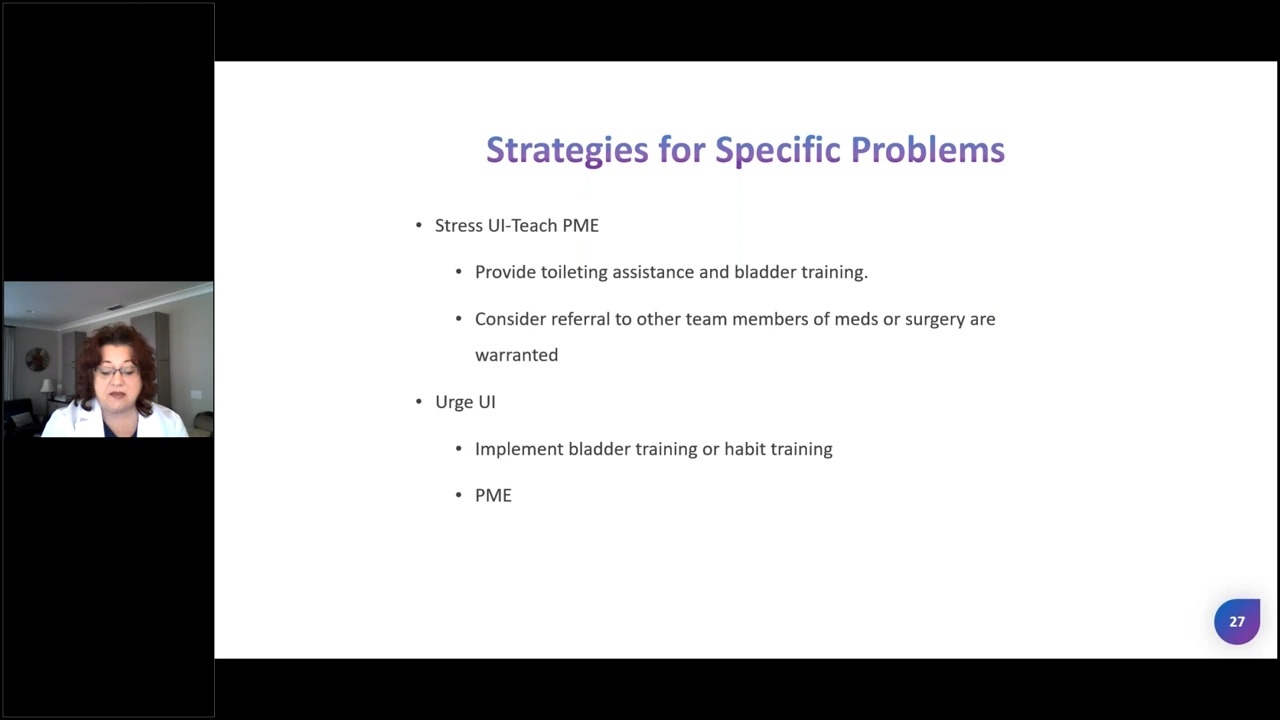 Strategies for Specific Problems
• Stress UI-Teach PME
• Provide toileting assistance and bladder training.
• Consider referral to other team members of meds or surgery are
warranted
• Urge UI
• Implement bladder training or habit training
• PME
27